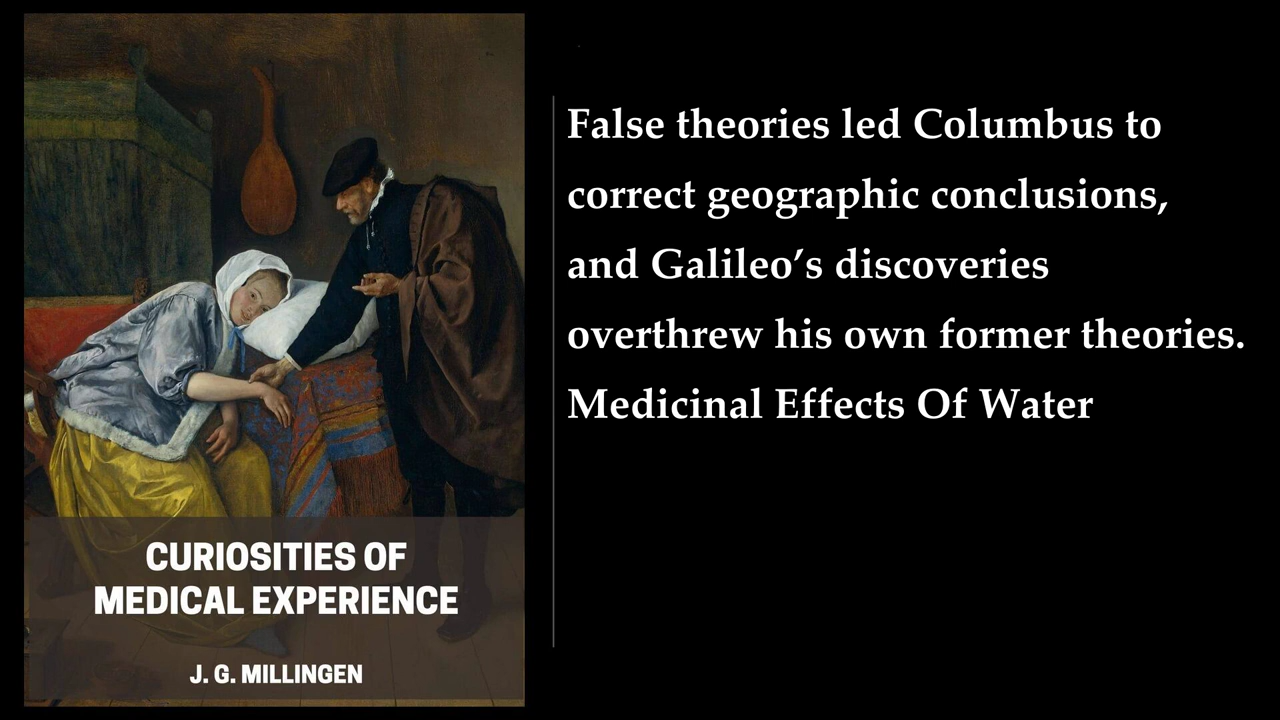 CURIOSITIES OF
MEDICAL EXPERIENCE
J. G. MILLINGEN
False theories led Columbus to
correct geographic conclusions,
and Galileo’s discoveries
overthrew his own former theories.
Medicinal Effects Of Water